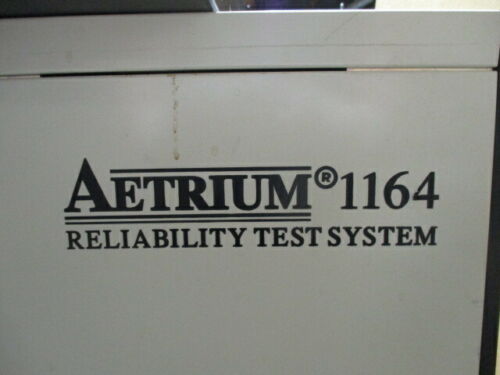 AETRIUM® 1164
RELIABILITY TEST SYSTEM